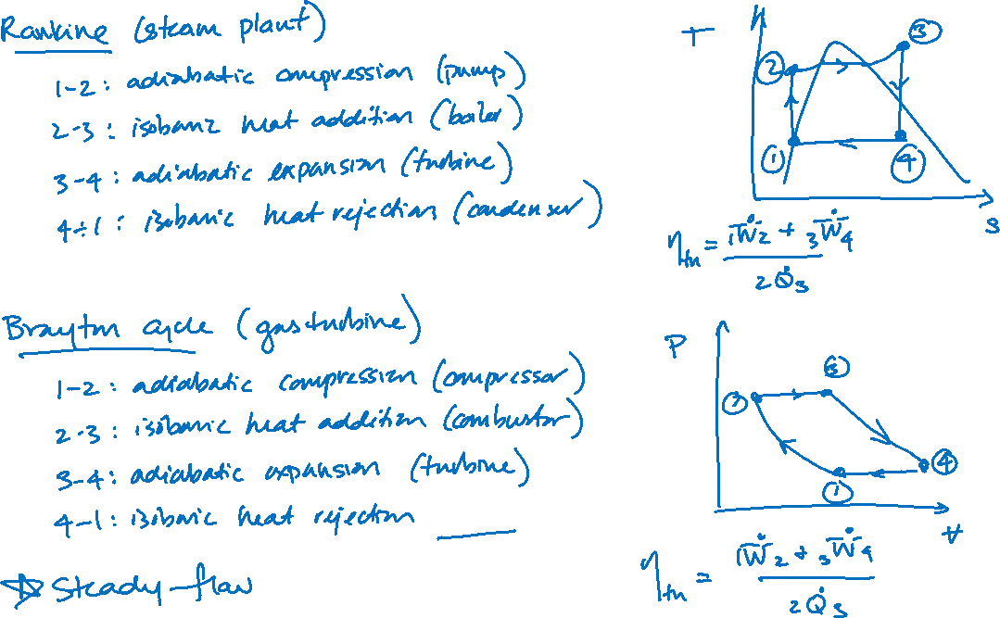 Rankine (steam plant)
1-2: adiabatic compression (pump)
2-3: isobaric heat addition (boiler)
3-4: adiabatic expansion (turbine)
4-1: isobaric heat rejection (condenser)
T
②
③
①
④
s
η_th = (₁Ẇ₂ + ₃Ẇ₄) / ₂Q̇₃
Brayton cycle (gas turbine)
1-2: adiabatic compression (compressor)
2-3: isobaric heat addition (combustor)
3-4: adiabatic expansion (turbine)
4-1: isobaric heat rejection
P
③
④
①
V
η_th = (₁Ẇ₂ + ₃Ẇ₄) / ₂Q̇₃
☆ Steady-flow